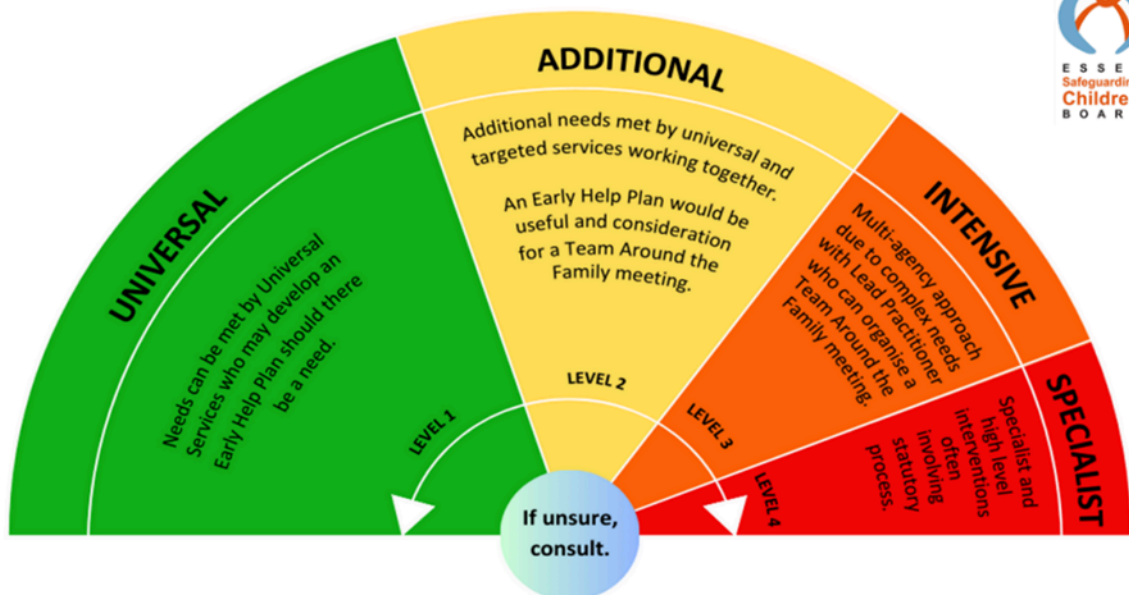 UNIVERSAL
Needs can be met by Universal
Services who may develop an
Early Help Plan should there
be a need.
LEVEL 1
ADDITIONAL
Additional needs met by universal and
targeted services working together.
An Early Help Plan would be
useful and consideration
for a Team Around the
Family meeting.
LEVEL 2
INTENSIVE
Multi-agency approach
due to complex needs
with Lead Practitioner
who can organise a
Team Around the
Family meeting.
LEVEL 3
SPECIALIST
Specialist and
high level
interventions
often
involving
statutory
process.
LEVEL 4
If unsure,
consult.
E S S E
Safeguardin
Childre
B O A R